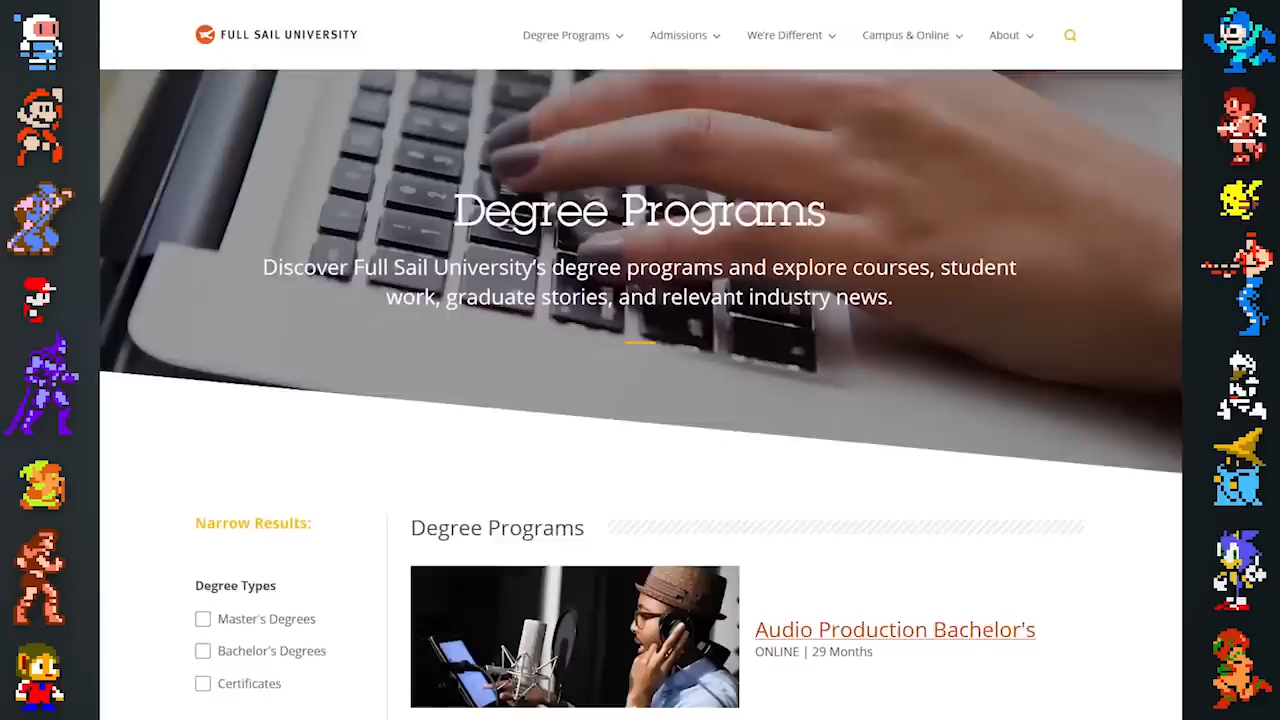 FULL SAIL UNIVERSITY
Degree Programs
Admissions
We're Different
Campus & Online
About
Degree Programs
Discover Full Sail University's degree programs and explore courses, student
work, graduate stories, and relevant industry news.
Narrow Results:
Degree Types
Master's Degrees
Bachelor's Degrees
Certificates
Degree Programs
Audio Production Bachelor's
ONLINE | 29 Months